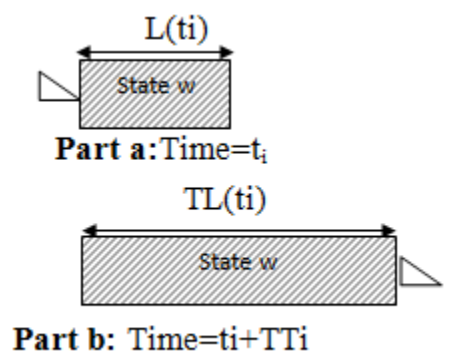 L(ti)
State w
Part a:Time=tᵢ
TL(ti)
State w
Part b: Time=ti+TTi